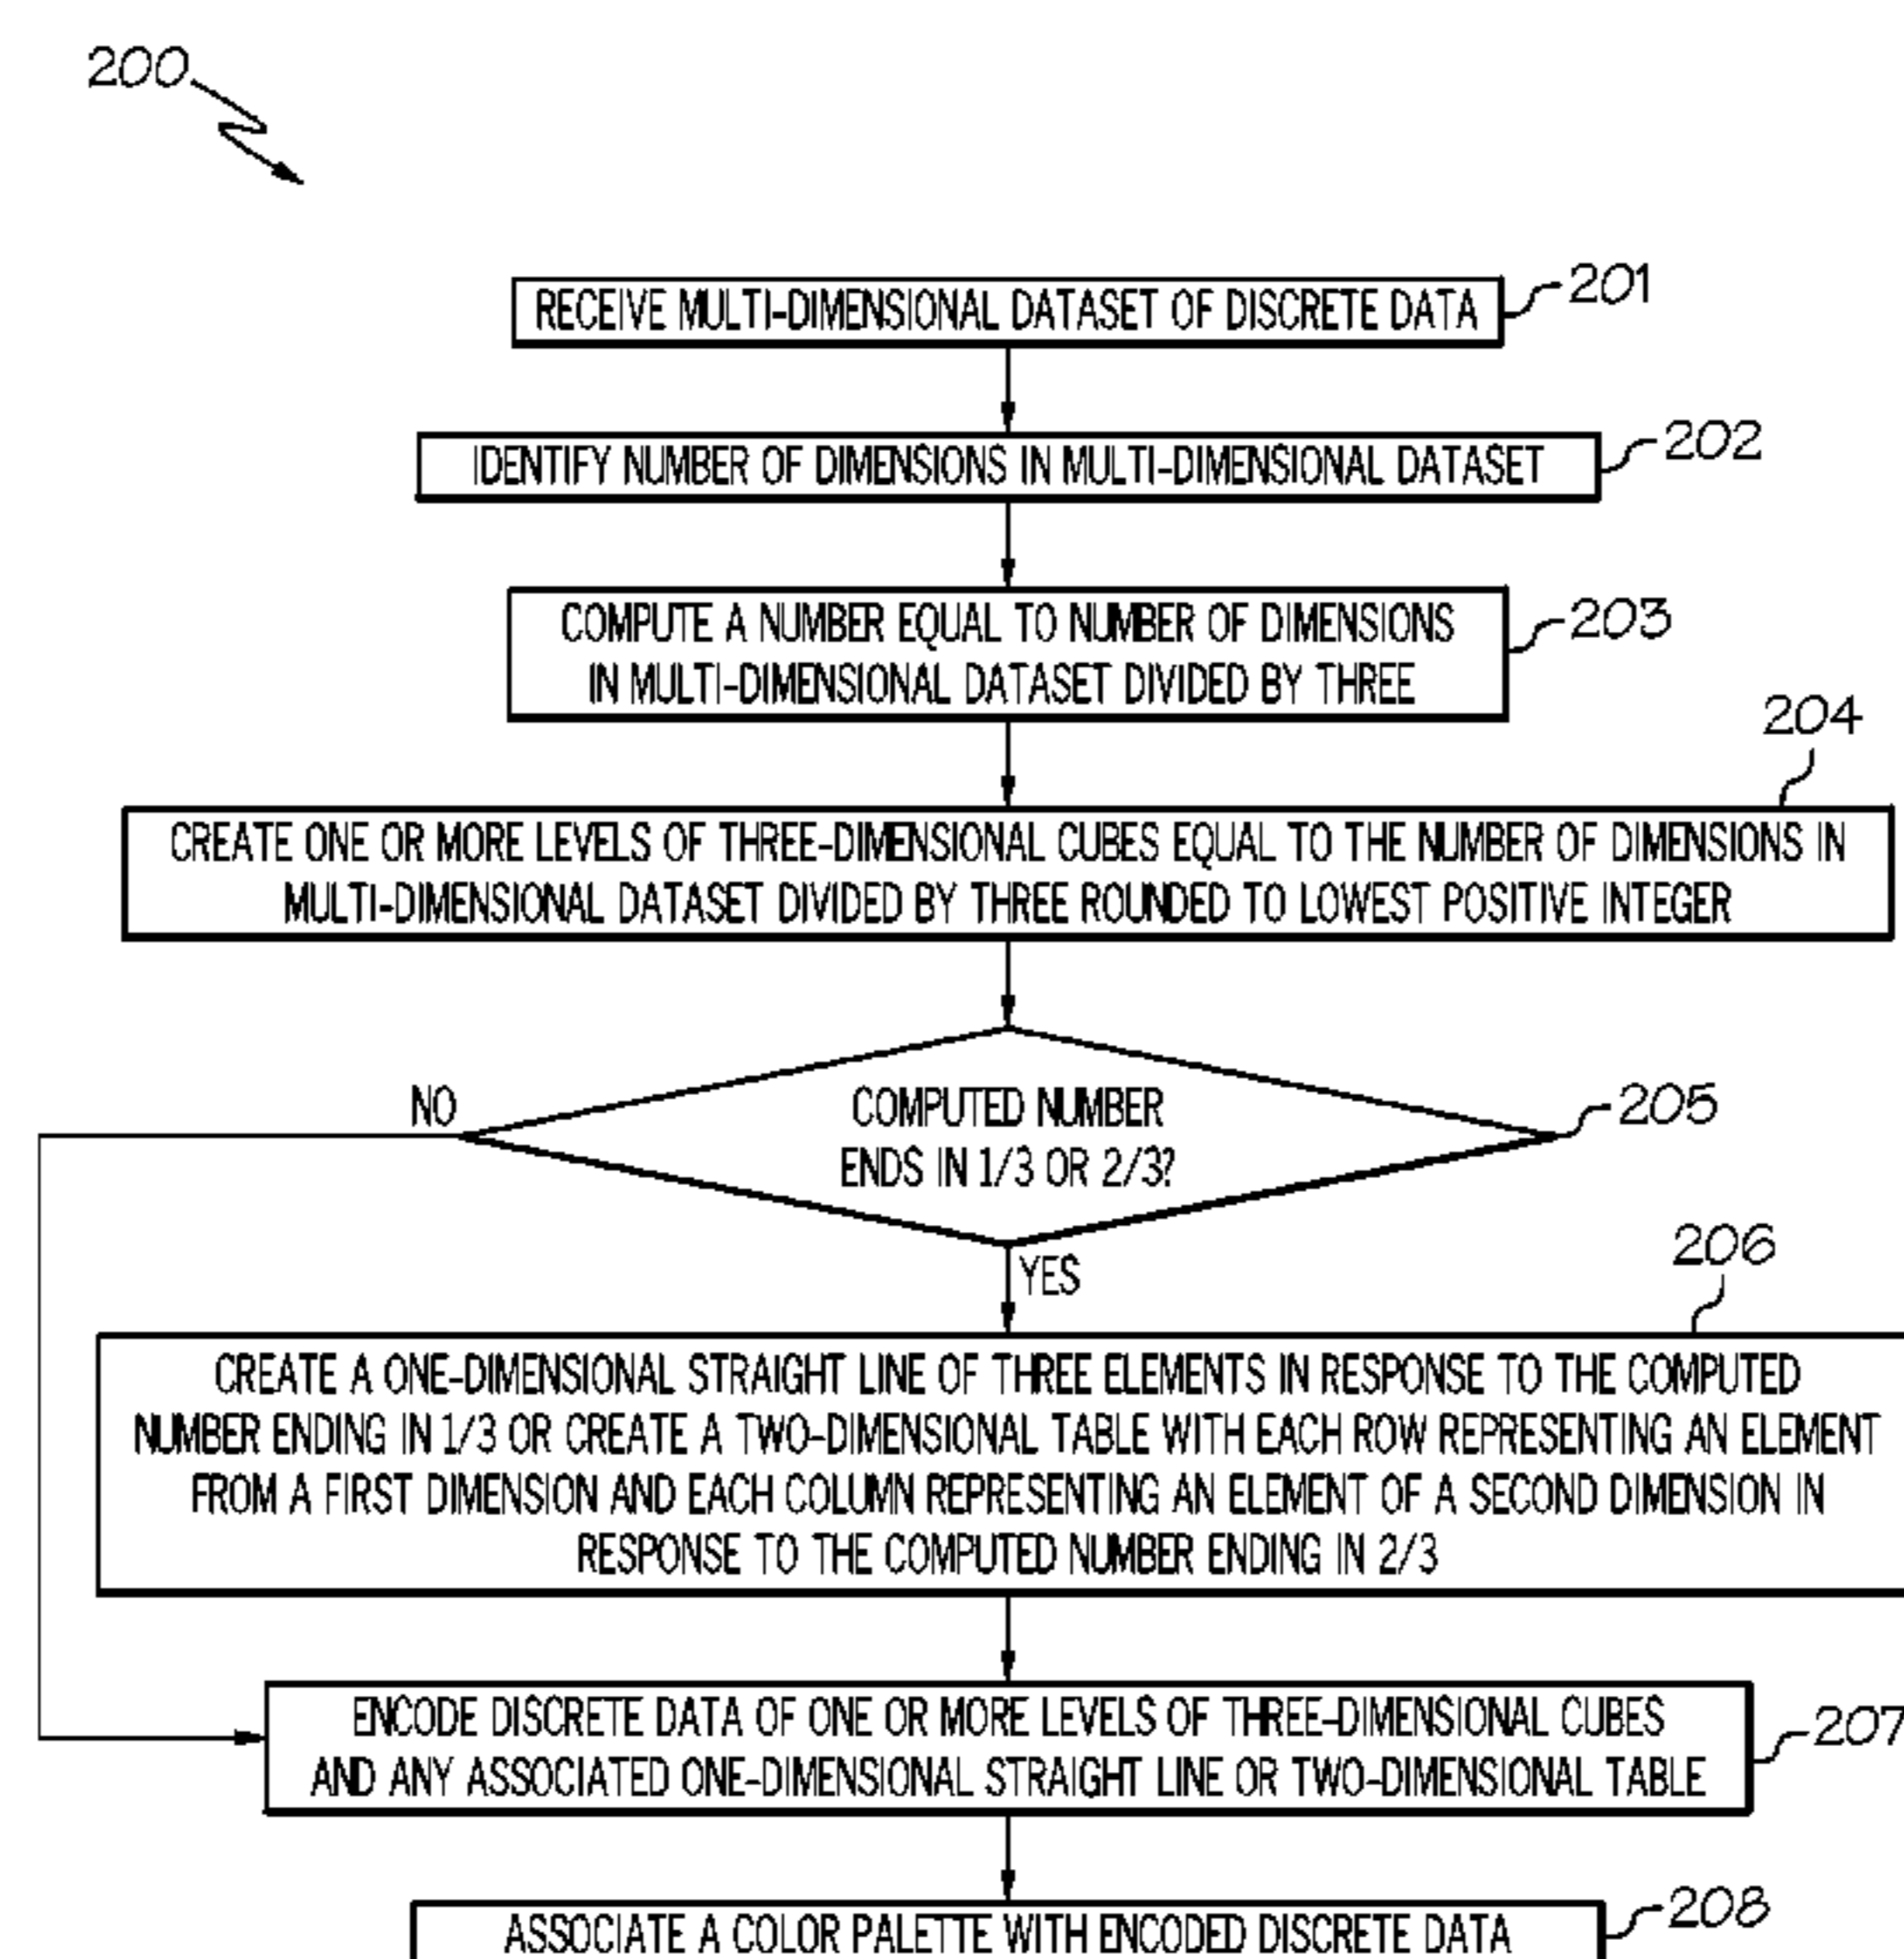 200
RECEIVE MULTI-DIMENSIONAL DATASET OF DISCRETE DATA
201
IDENTIFY NUMBER OF DIMENSIONS IN MULTI-DIMENSIONAL DATASET
202
COMPUTE A NUMBER EQUAL TO NUMBER OF DIMENSIONS
IN MULTI-DIMENSIONAL DATASET DIVIDED BY THREE
203
204
CREATE ONE OR MORE LEVELS OF THREE-DIMENSIONAL CUBES EQUAL TO THE NUMBER OF DIMENSIONS IN
MULTI-DIMENSIONAL DATASET DIVIDED BY THREE ROUNDED TO LOWEST POSITIVE INTEGER
NO
COMPUTED NUMBER
ENDS IN 1/3 OR 2/3?
205
YES
206
CREATE A ONE-DIMENSIONAL STRAIGHT LINE OF THREE ELEMENTS IN RESPONSE TO THE COMPUTED
NUMBER ENDING IN 1/3 OR CREATE A TWO-DIMENSIONAL TABLE WITH EACH ROW REPRESENTING AN ELEMENT
FROM A FIRST DIMENSION AND EACH COLUMN REPRESENTING AN ELEMENT OF A SECOND DIMENSION IN
RESPONSE TO THE COMPUTED NUMBER ENDING IN 2/3
ENCODE DISCRETE DATA OF ONE OR MORE LEVELS OF THREE-DIMENSIONAL CUBES
AND ANY ASSOCIATED ONE-DIMENSIONAL STRAIGHT LINE OR TWO-DIMENSIONAL TABLE
207
ASSOCIATE A COLOR PALETTE WITH ENCODED DISCRETE DATA
208